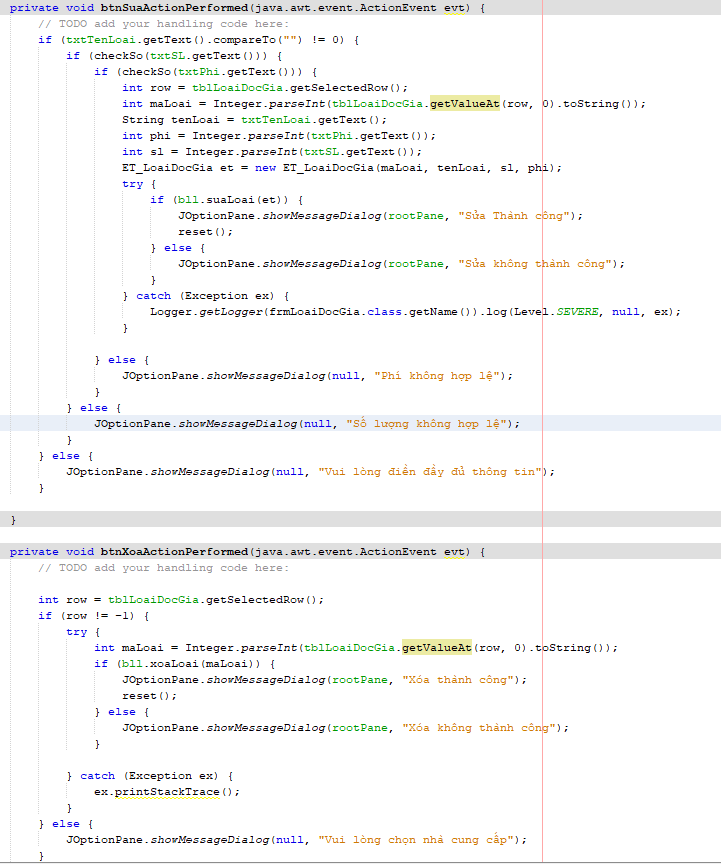 private void btnSuaActionPerformed(java.awt.event.ActionEvent evt) {
    // TODO add your handling code here:
    if (txtTenLoai.getText().compareTo("") != 0) {
        if (checkSo(txtSL.getText())) {
            if (checkSo(txtPhi.getText())) {
                int row = tblLoaiDocGia.getSelectedRow();
                int maLoai = Integer.parseInt(tblLoaiDocGia.getValueAt(row, 0).toString());
                String tenLoai = txtTenLoai.getText();
                int phi = Integer.parseInt(txtPhi.getText());
                int sl = Integer.parseInt(txtSL.getText());
                ET_LoaiDocGia et = new ET_LoaiDocGia(maLoai, tenLoai, sl, phi);
                try {
                    if (bll.suaLoai(et)) {
                        JOptionPane.showMessageDialog(rootPane, "Sửa Thành công");
                        reset();
                    } else {
                        JOptionPane.showMessageDialog(rootPane, "Sửa không thành công");
                    }
                } catch (Exception ex) {
                    Logger.getLogger(frmLoaiDocGia.class.getName()).log(Level.SEVERE, null, ex);
                }
            } else {
                JOptionPane.showMessageDialog(null, "Phí không hợp lệ");
            }
        } else {
            JOptionPane.showMessageDialog(null, "Số lượng không hợp lệ");
        }
    } else {
        JOptionPane.showMessageDialog(null, "Vui lòng điền đầy đủ thông tin");
    }
}
private void btnXoaActionPerformed(java.awt.event.ActionEvent evt) {
    // TODO add your handling code here:
    int row = tblLoaiDocGia.getSelectedRow();
    if (row != -1) {
        try {
            int maLoai = Integer.parseInt(tblLoaiDocGia.getValueAt(row, 0).toString());
            if (bll.xoaLoai(maLoai)) {
                JOptionPane.showMessageDialog(rootPane, "Xóa thành công");
                reset();
            } else {
                JOptionPane.showMessageDialog(rootPane, "Xóa không thành công");
            }
        } catch (Exception ex) {
            ex.printStackTrace();
        }
    } else {
        JOptionPane.showMessageDialog(null, "Vui lòng chọn nhà cung cấp");
    }